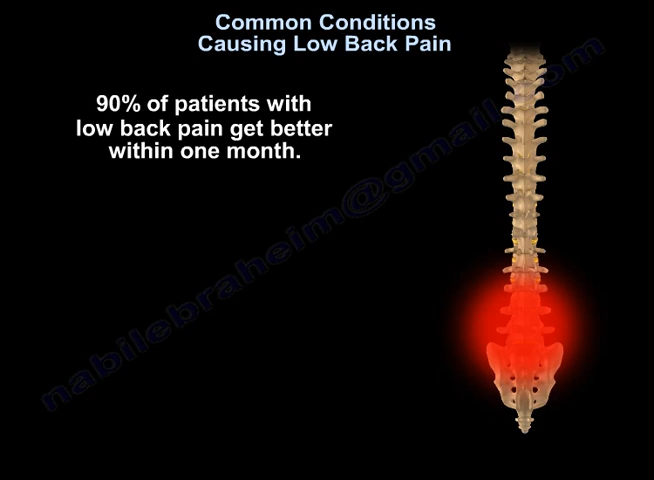 Common Conditions
Causing Low Back Pain
90% of patients with
low back pain get better
within one month.
nabilebraheim@gmail.com